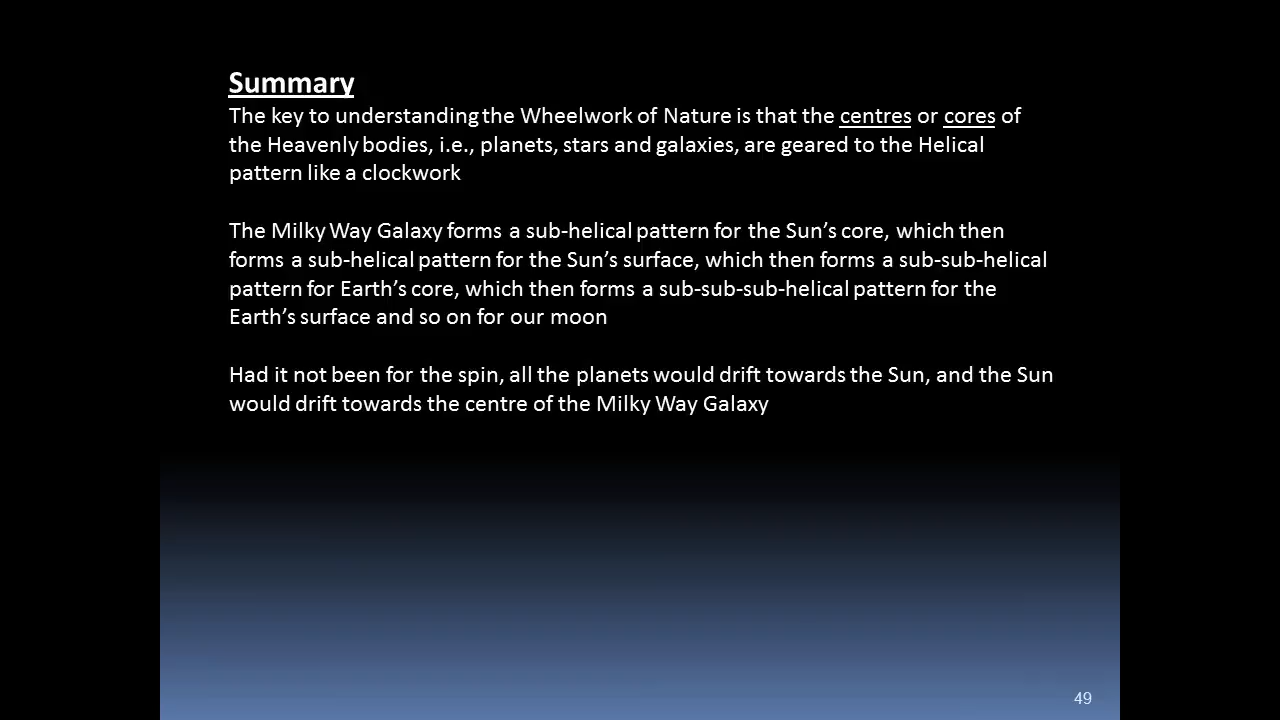 Summary
The key to understanding the Wheelwork of Nature is that the centres or cores of
the Heavenly bodies, i.e., planets, stars and galaxies, are geared to the Helical
pattern like a clockwork
The Milky Way Galaxy forms a sub-helical pattern for the Sun's core, which then
forms a sub-helical pattern for the Sun's surface, which then forms a sub-sub-helical
pattern for Earth's core, which then forms a sub-sub-sub-helical pattern for the
Earth's surface and so on for our moon
Had it not been for the spin, all the planets would drift towards the Sun, and the Sun
would drift towards the centre of the Milky Way Galaxy
49